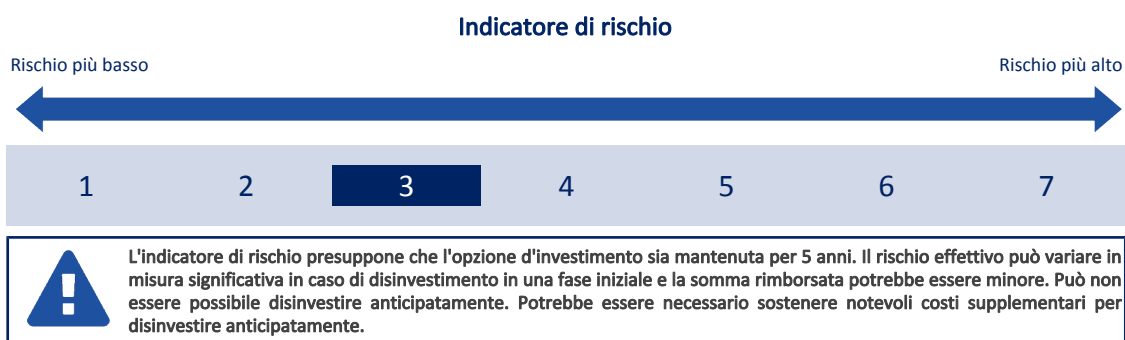 Indicatore di rischio
Rischio più basso
Rischio più alto
1 2 3 4 5 6 7
L'indicatore di rischio presuppone che l'opzione d'investimento sia mantenuta per 5 anni. Il rischio effettivo può variare in
misura significativa in caso di disinvestimento in una fase iniziale e la somma rimborsata potrebbe essere minore. Può non
essere possibile disinvestire anticipatamente. Potrebbe essere necessario sostenere notevoli costi supplementari per
disinvestire anticipatamente.